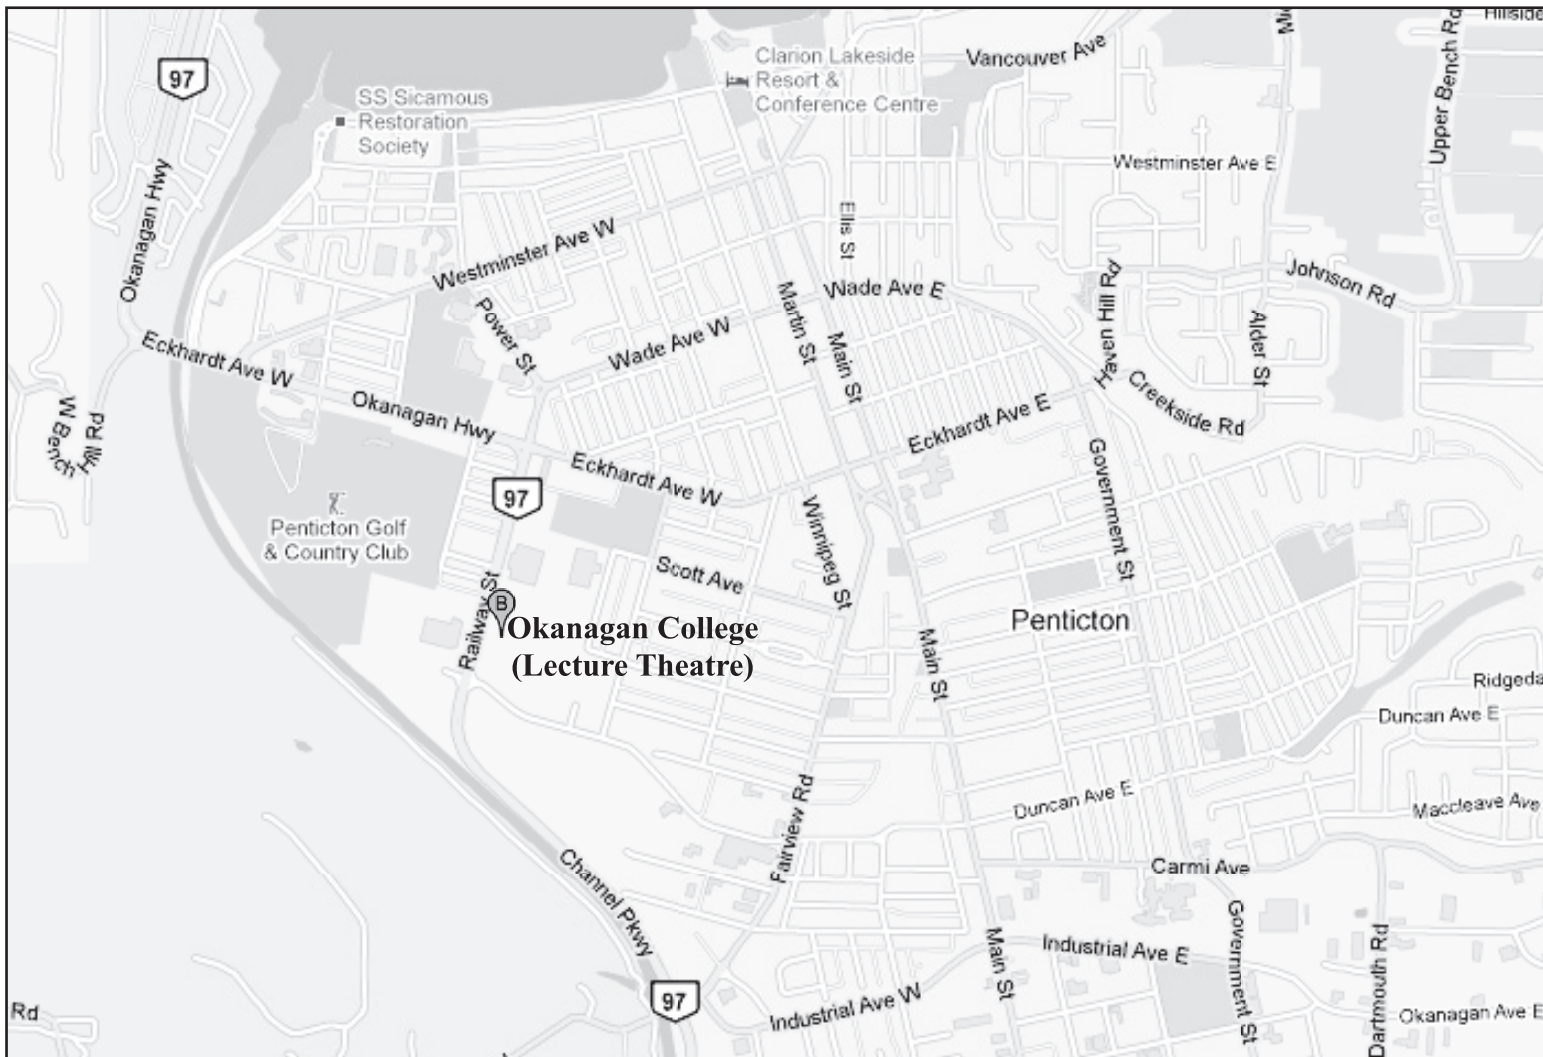 Hillside
97
Clarion Lakeside
Resort &
Conference Centre
Vancouver Ave
Upper Bench Rd
SS Sicamous
Restoration
Society
Westminster Ave E
Okanagan Hwy
Ellis St
Westminster Ave W
Johnson Rd
Haven Hill Rd
Wade Ave E
Power St
Martin St
Main St
Alder St
Wade Ave W
Eckhardt Ave W
Creekside Rd
Okanagan Hwy
Eckhardt Ave E
W Bench
Hill Rd
Eckhardt Ave W
Government St
97
Winnipeg St
Penticton Golf
& Country Club
Scott Ave
Railway St
B
Penticton
Okanagan College
(Lecture Theatre)
Main St
Duncan Ave E
Fairview Rd
Duncan Ave E
Maccleave Ave
Channel Pkwy
Carmi Ave
Government St
Main St
Industrial Ave E
Dartmouth Rd
97
Industrial Ave W
Okanagan Ave E
Rd